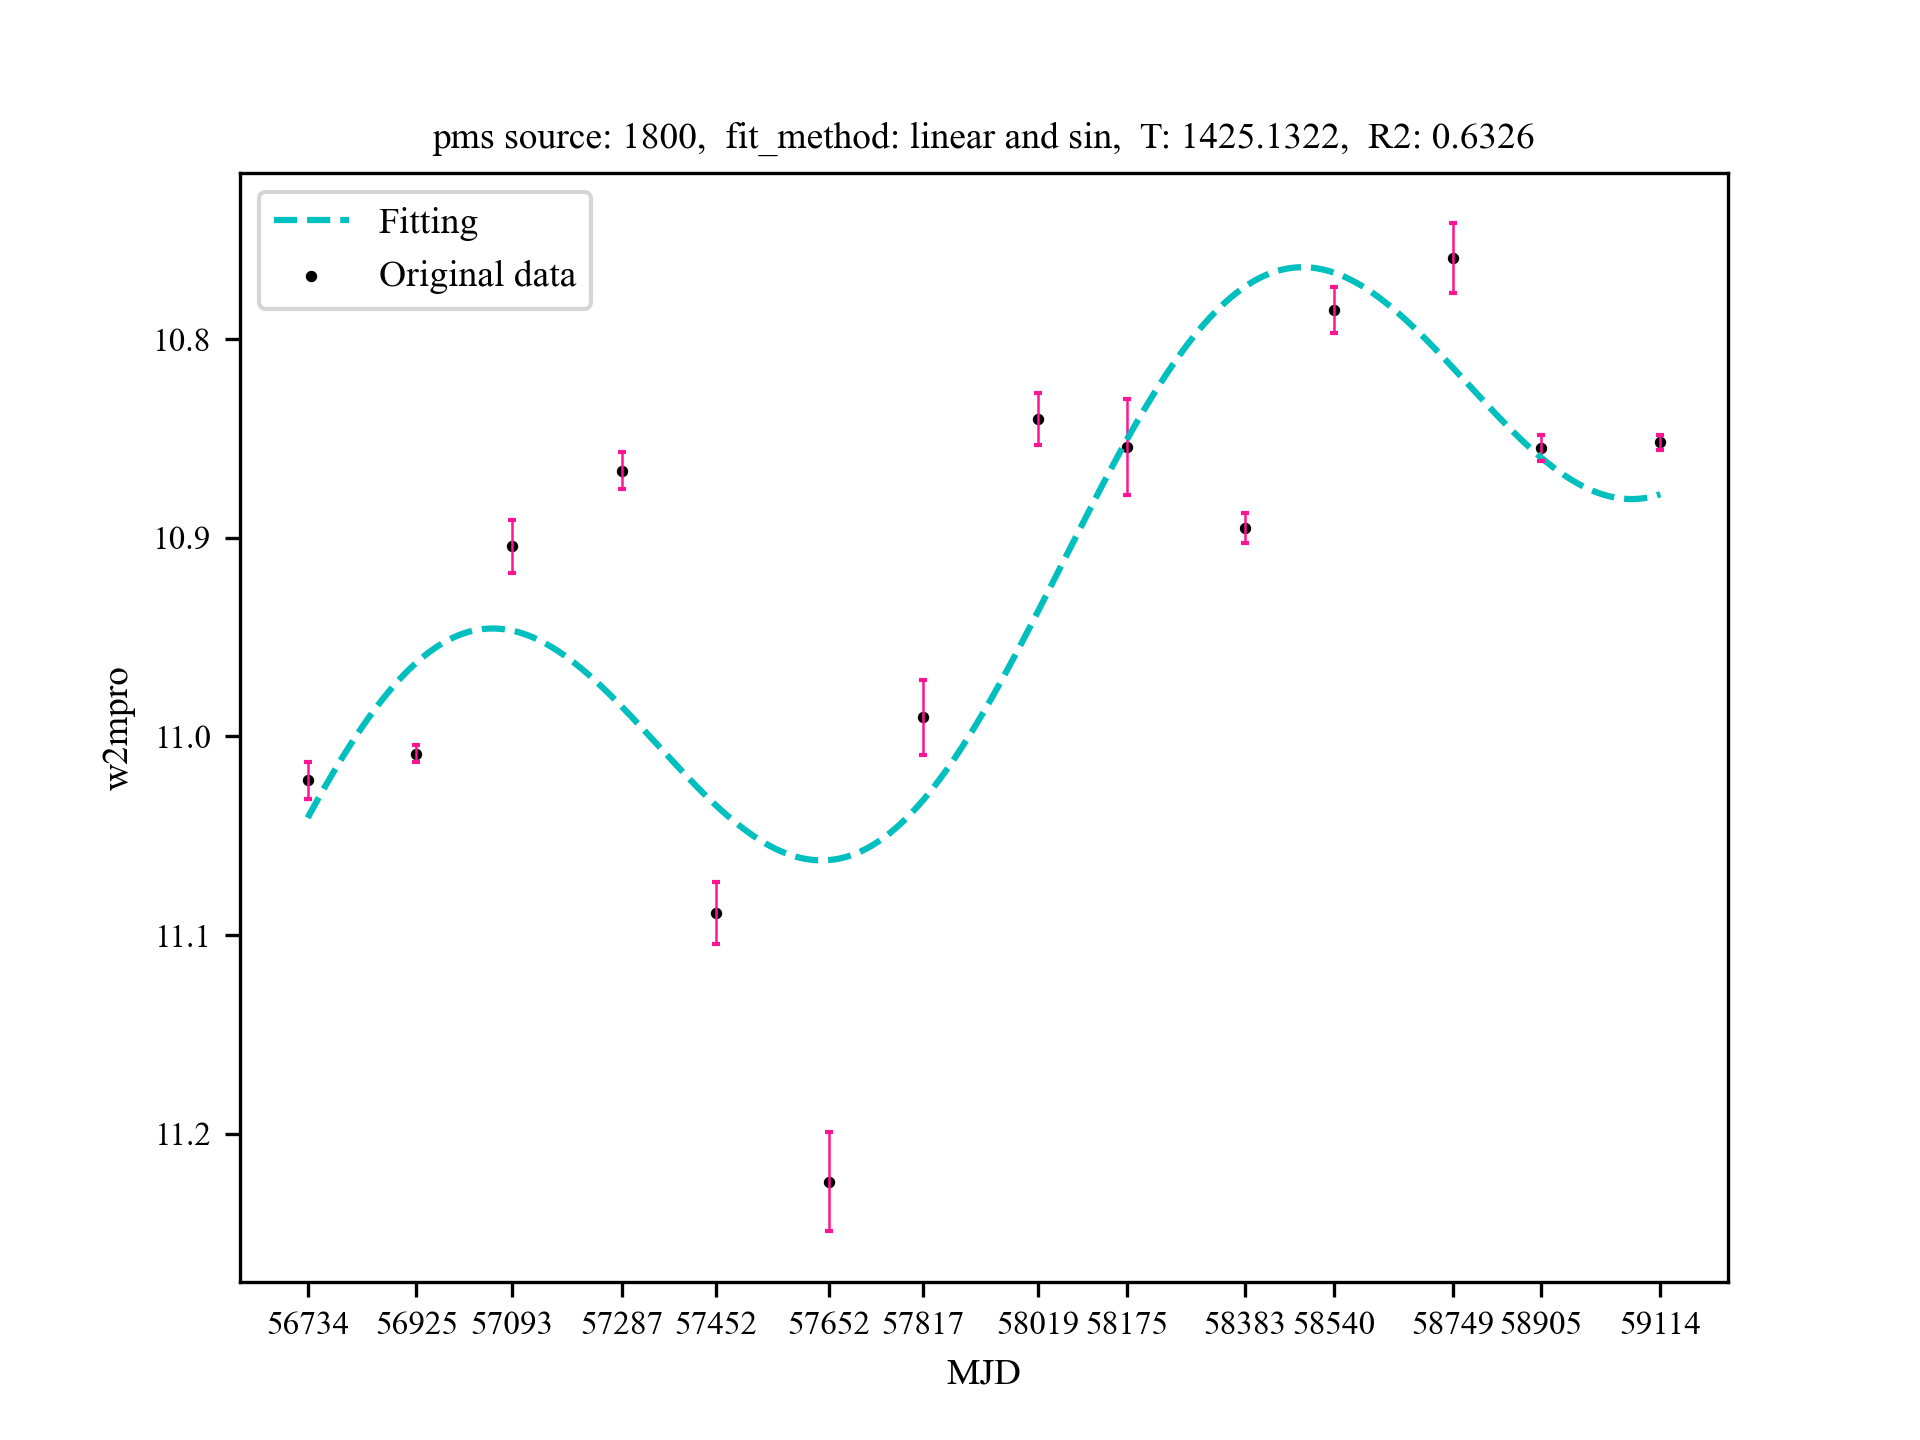 pms source: 1800, fit_method: linear and sin, T: 1425.1322, R2: 0.6326
Fitting
Original data
10.8
10.9
11.0
11.1
11.2
w2mpro
56734 56925 57093 57287 57452 57652 57817 58019 58175 58383 58540 58749 58905 59114
MJD